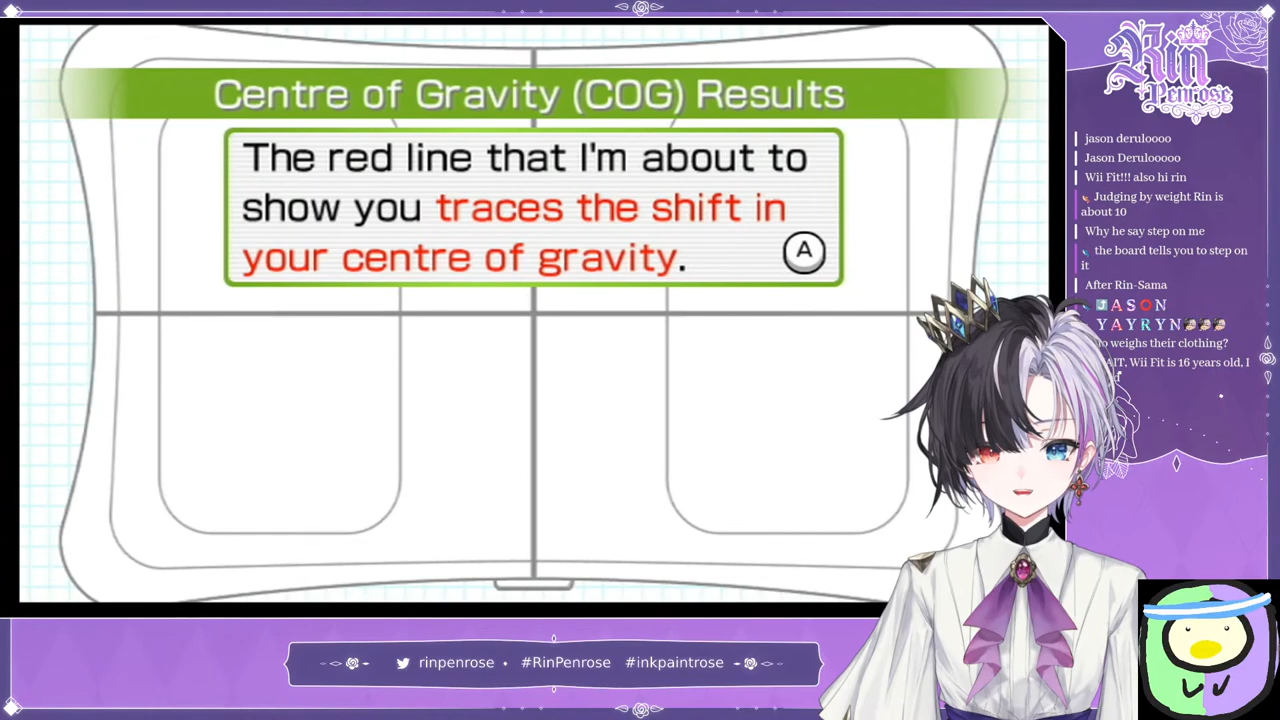 Centre of Gravity (COG) Results
The red line that I'm about to
show you traces the shift in
your centre of gravity.
A
Rin
Penrose
jason deruloooo
Jason Derulooooo
Wii Fit!!! also hi rin
Judging by weight Rin is
about 10
Why he say step on me
the board tells you to step on
it
After Rin-Sama
JASON
YAYRYN
weighs their clothing?
Wii Fit is 16 years old, I
rinpenrose • #RinPenrose #inkpaintrose